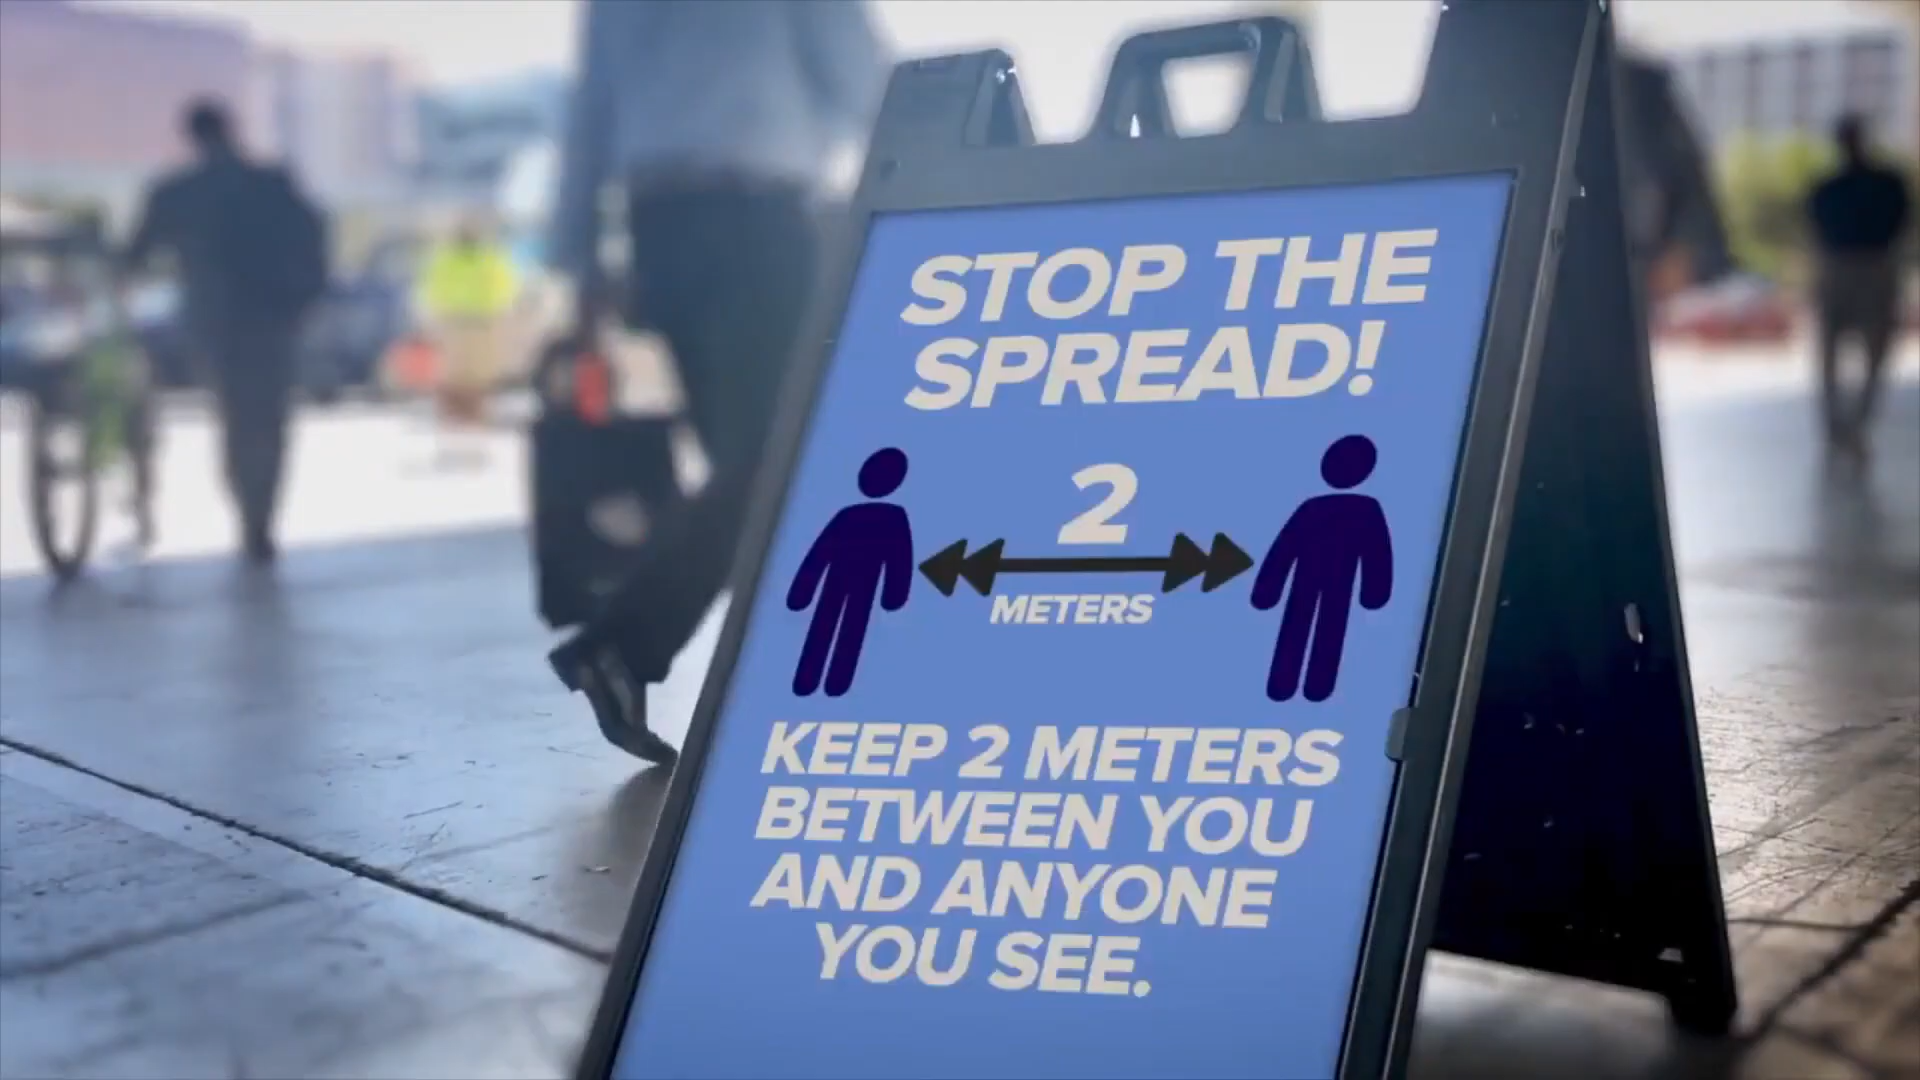 STOP THE
SPREAD!
2
METERS
KEEP 2 METERS
BETWEEN YOU
AND ANYONE
YOU SEE.